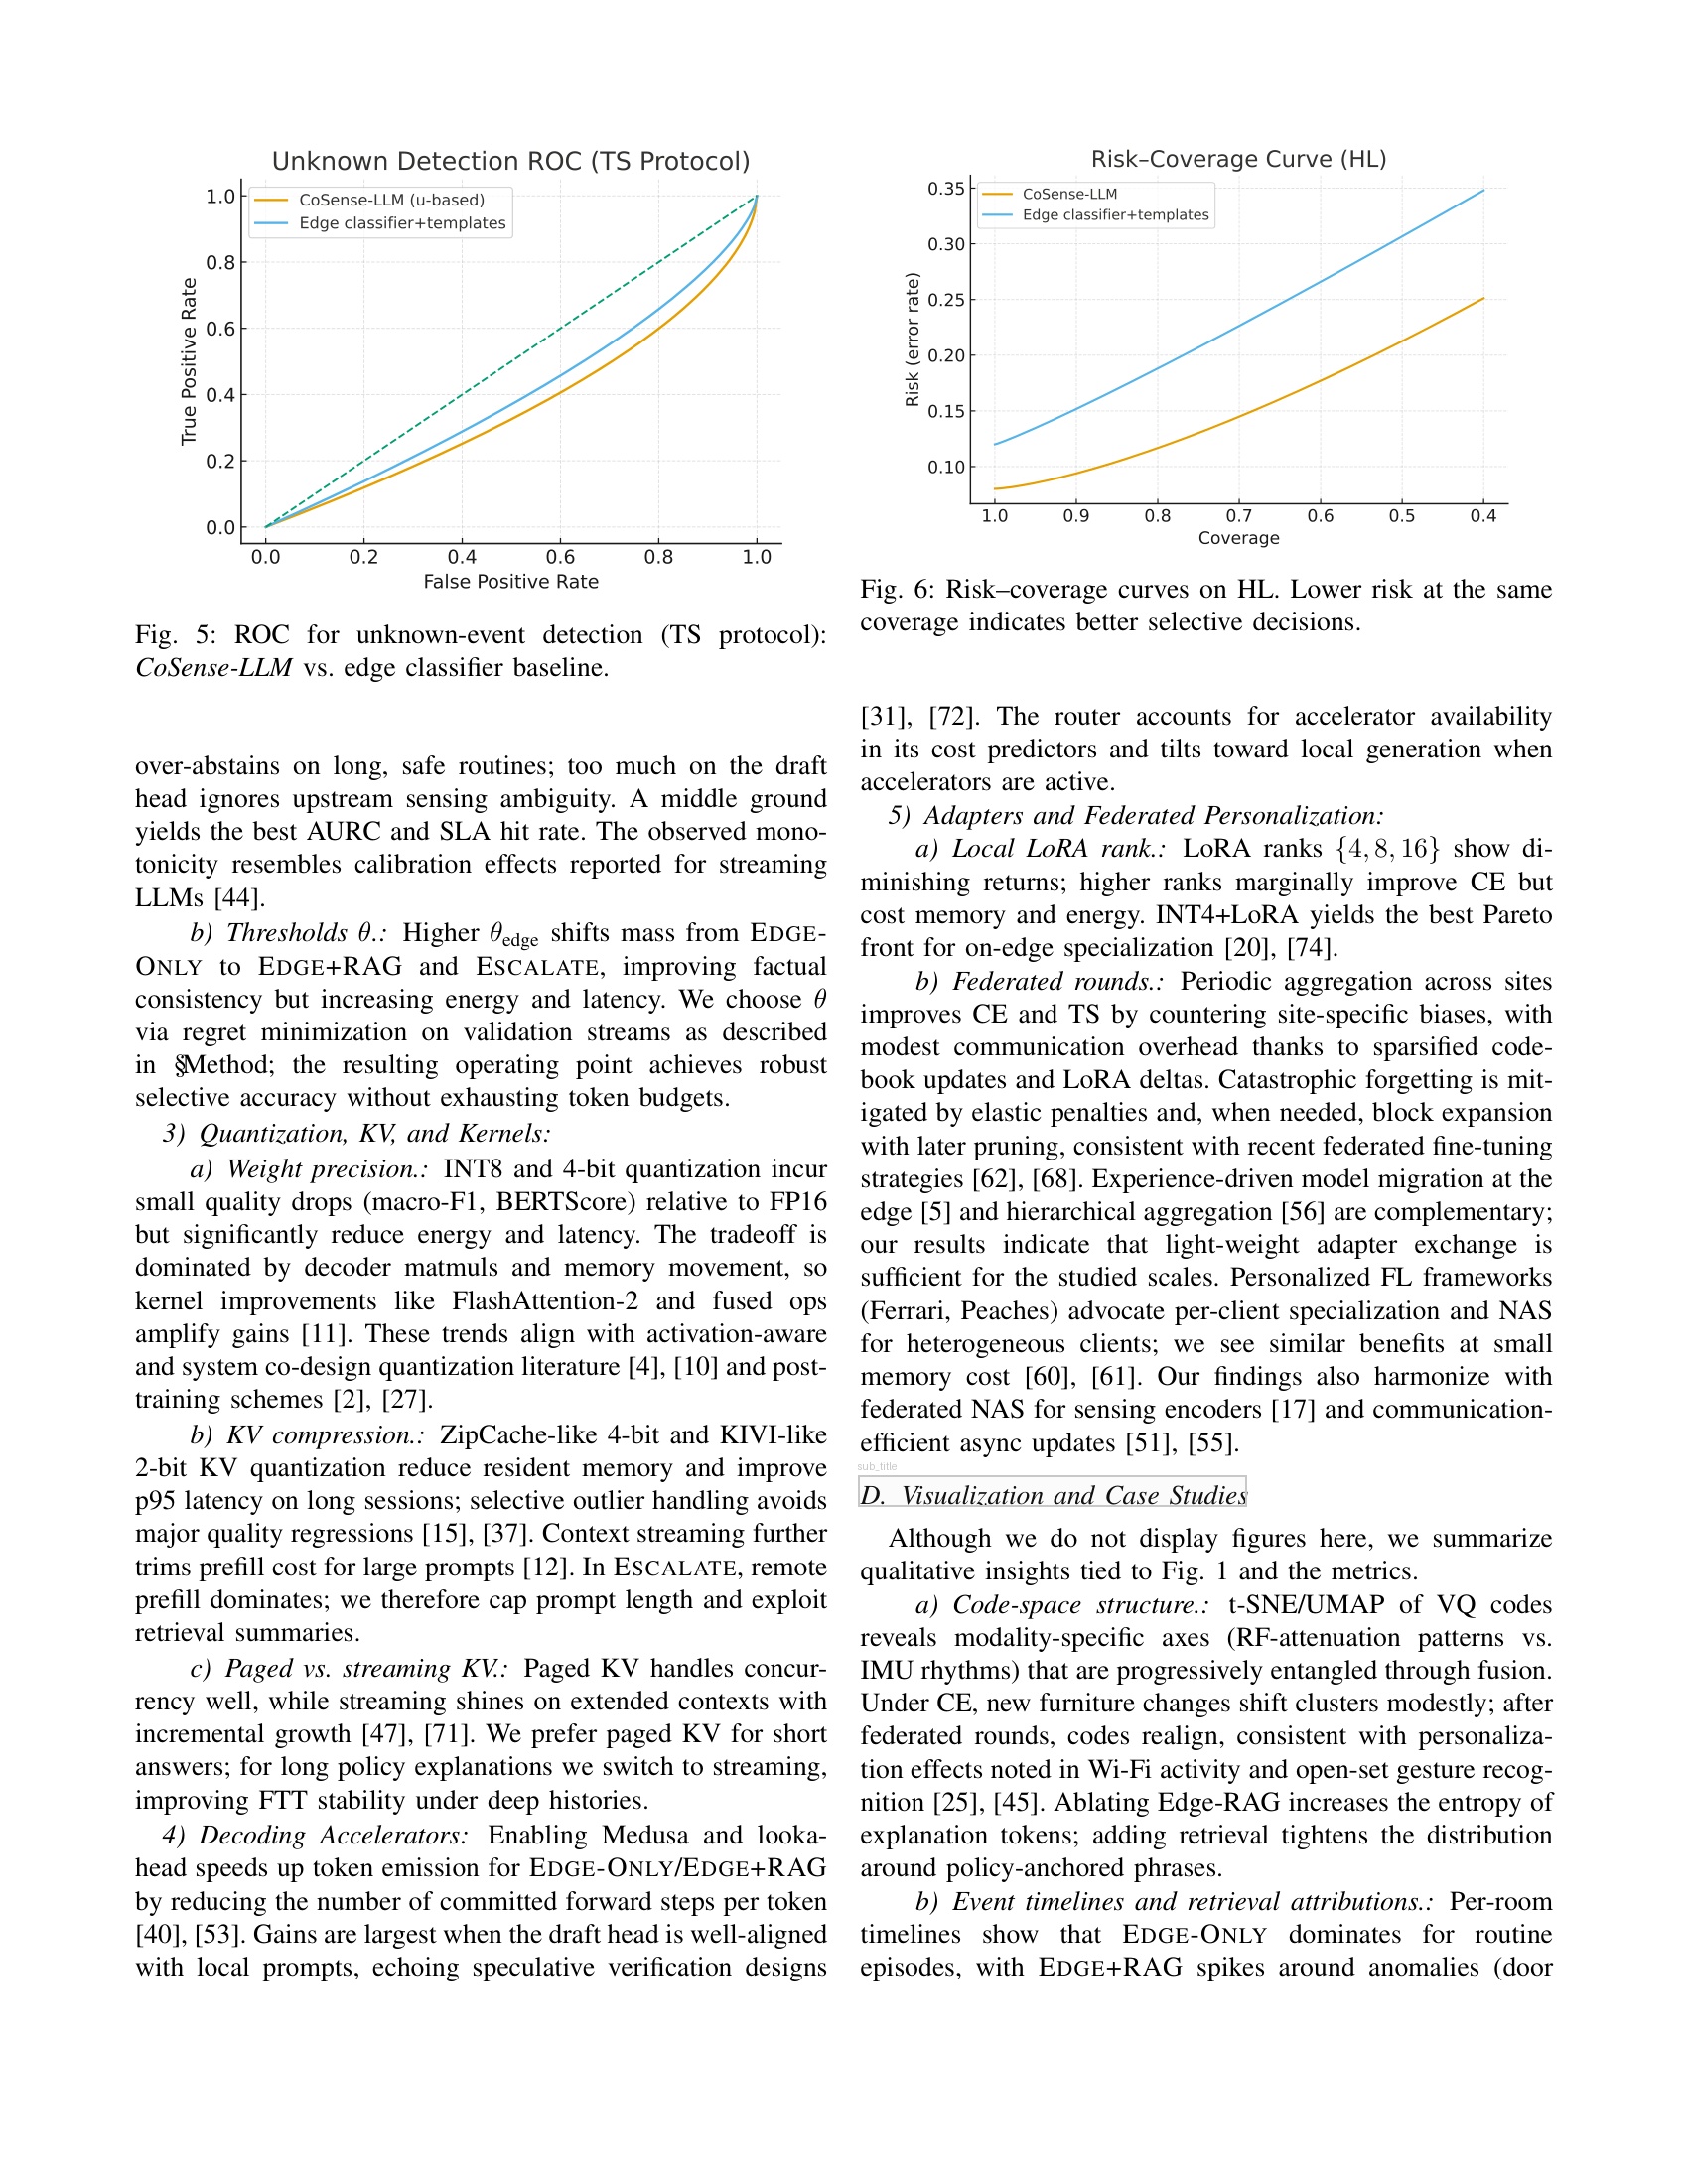 Unknown Detection ROC (TS Protocol)
CoSense-LLM (u-based)
Edge classifier+templates
True Positive Rate
1.0
0.8
0.6
0.4
0.2
0.0
0.0 0.2 0.4 0.6 0.8 1.0
False Positive Rate
Fig. 5: ROC for unknown-event detection (TS protocol):
CoSense-LLM vs. edge classifier baseline.
over-abstains on long, safe routines; too much on the draft
head ignores upstream sensing ambiguity. A middle ground
yields the best AURC and SLA hit rate. The observed mono-
tonicity resembles calibration effects reported for streaming
LLMs [44].
b) Thresholds θ.: Higher θedge shifts mass from EDGE-
ONLY to EDGE+RAG and ESCALATE, improving factual
consistency but increasing energy and latency. We choose θ
via regret minimization on validation streams as described
in §Method; the resulting operating point achieves robust
selective accuracy without exhausting token budgets.
3) Quantization, KV, and Kernels:
a) Weight precision.: INT8 and 4-bit quantization incur
small quality drops (macro-F1, BERTScore) relative to FP16
but significantly reduce energy and latency. The tradeoff is
dominated by decoder matmuls and memory movement, so
kernel improvements like FlashAttention-2 and fused ops
amplify gains [11]. These trends align with activation-aware
and system co-design quantization literature [4], [10] and post-
training schemes [2], [27].
b) KV compression.: ZipCache-like 4-bit and KIVI-like
2-bit KV quantization reduce resident memory and improve
p95 latency on long sessions; selective outlier handling avoids
major quality regressions [15], [37]. Context streaming further
trims prefill cost for large prompts [12]. In ESCALATE, remote
prefill dominates; we therefore cap prompt length and exploit
retrieval summaries.
c) Paged vs. streaming KV.: Paged KV handles concur-
rency well, while streaming shines on extended contexts with
incremental growth [47], [71]. We prefer paged KV for short
answers; for long policy explanations we switch to streaming,
improving FTT stability under deep histories.
4) Decoding Accelerators: Enabling Medusa and looka-
head speeds up token emission for EDGE-ONLY/EDGE+RAG
by reducing the number of committed forward steps per token
[40], [53]. Gains are largest when the draft head is well-aligned
with local prompts, echoing speculative verification designs
Risk–Coverage Curve (HL)
CoSense-LLM
Edge classifier+templates
Risk (error rate)
0.35
0.30
0.25
0.20
0.15
0.10
1.0 0.9 0.8 0.7 0.6 0.5 0.4
Coverage
Fig. 6: Risk–coverage curves on HL. Lower risk at the same
coverage indicates better selective decisions.
[31], [72]. The router accounts for accelerator availability
in its cost predictors and tilts toward local generation when
accelerators are active.
5) Adapters and Federated Personalization:
a) Local LoRA rank.: LoRA ranks {4, 8, 16} show di-
minishing returns; higher ranks marginally improve CE but
cost memory and energy. INT4+LoRA yields the best Pareto
front for on-edge specialization [20], [74].
b) Federated rounds.: Periodic aggregation across sites
improves CE and TS by countering site-specific biases, with
modest communication overhead thanks to sparsified code-
book updates and LoRA deltas. Catastrophic forgetting is mit-
igated by elastic penalties and, when needed, block expansion
with later pruning, consistent with recent federated fine-tuning
strategies [62], [68]. Experience-driven model migration at the
edge [5] and hierarchical aggregation [56] are complementary;
our results indicate that light-weight adapter exchange is
sufficient for the studied scales. Personalized FL frameworks
(Ferrari, Peaches) advocate per-client specialization and NAS
for heterogeneous clients; we see similar benefits at small
memory cost [60], [61]. Our findings also harmonize with
federated NAS for sensing encoders [17] and communication-
efficient async updates [51], [55].
sub_title
D. Visualization and Case Studies
Although we do not display figures here, we summarize
qualitative insights tied to Fig. 1 and the metrics.
a) Code-space structure.: t-SNE/UMAP of VQ codes
reveals modality-specific axes (RF-attenuation patterns vs.
IMU rhythms) that are progressively entangled through fusion.
Under CE, new furniture changes shift clusters modestly; after
federated rounds, codes realign, consistent with personaliza-
tion effects noted in Wi-Fi activity and open-set gesture recog-
nition [25], [45]. Ablating Edge-RAG increases the entropy of
explanation tokens; adding retrieval tightens the distribution
around policy-anchored phrases.
b) Event timelines and retrieval attributions.: Per-room
timelines show that EDGE-ONLY dominates for routine
episodes, with EDGE+RAG spikes around anomalies (door